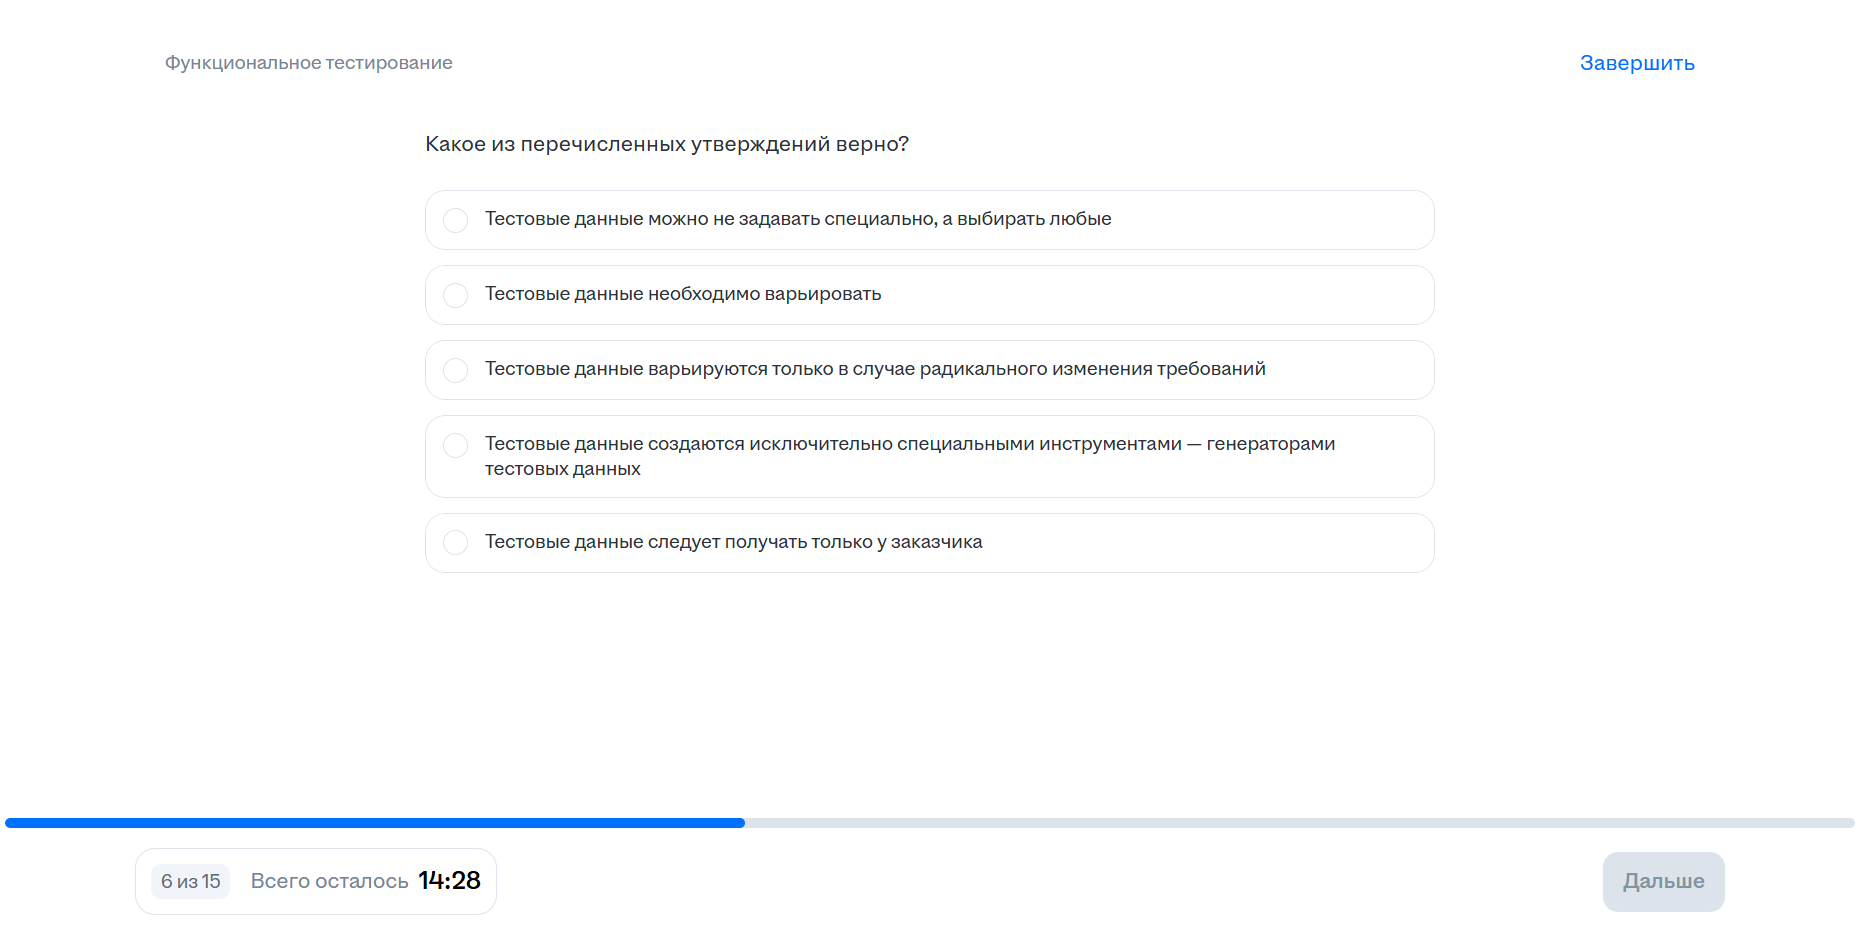 Функциональное тестирование
Завершить
Какое из перечисленных утверждений верно?
Тестовые данные можно не задавать специально, а выбирать любые
Тестовые данные необходимо варьировать
Тестовые данные варьируются только в случае радикального изменения требований
Тестовые данные создаются исключительно специальными инструментами — генераторами
тестовых данных
Тестовые данные следует получать только у заказчика
6 из 15
Всего осталось 14:28
Дальше